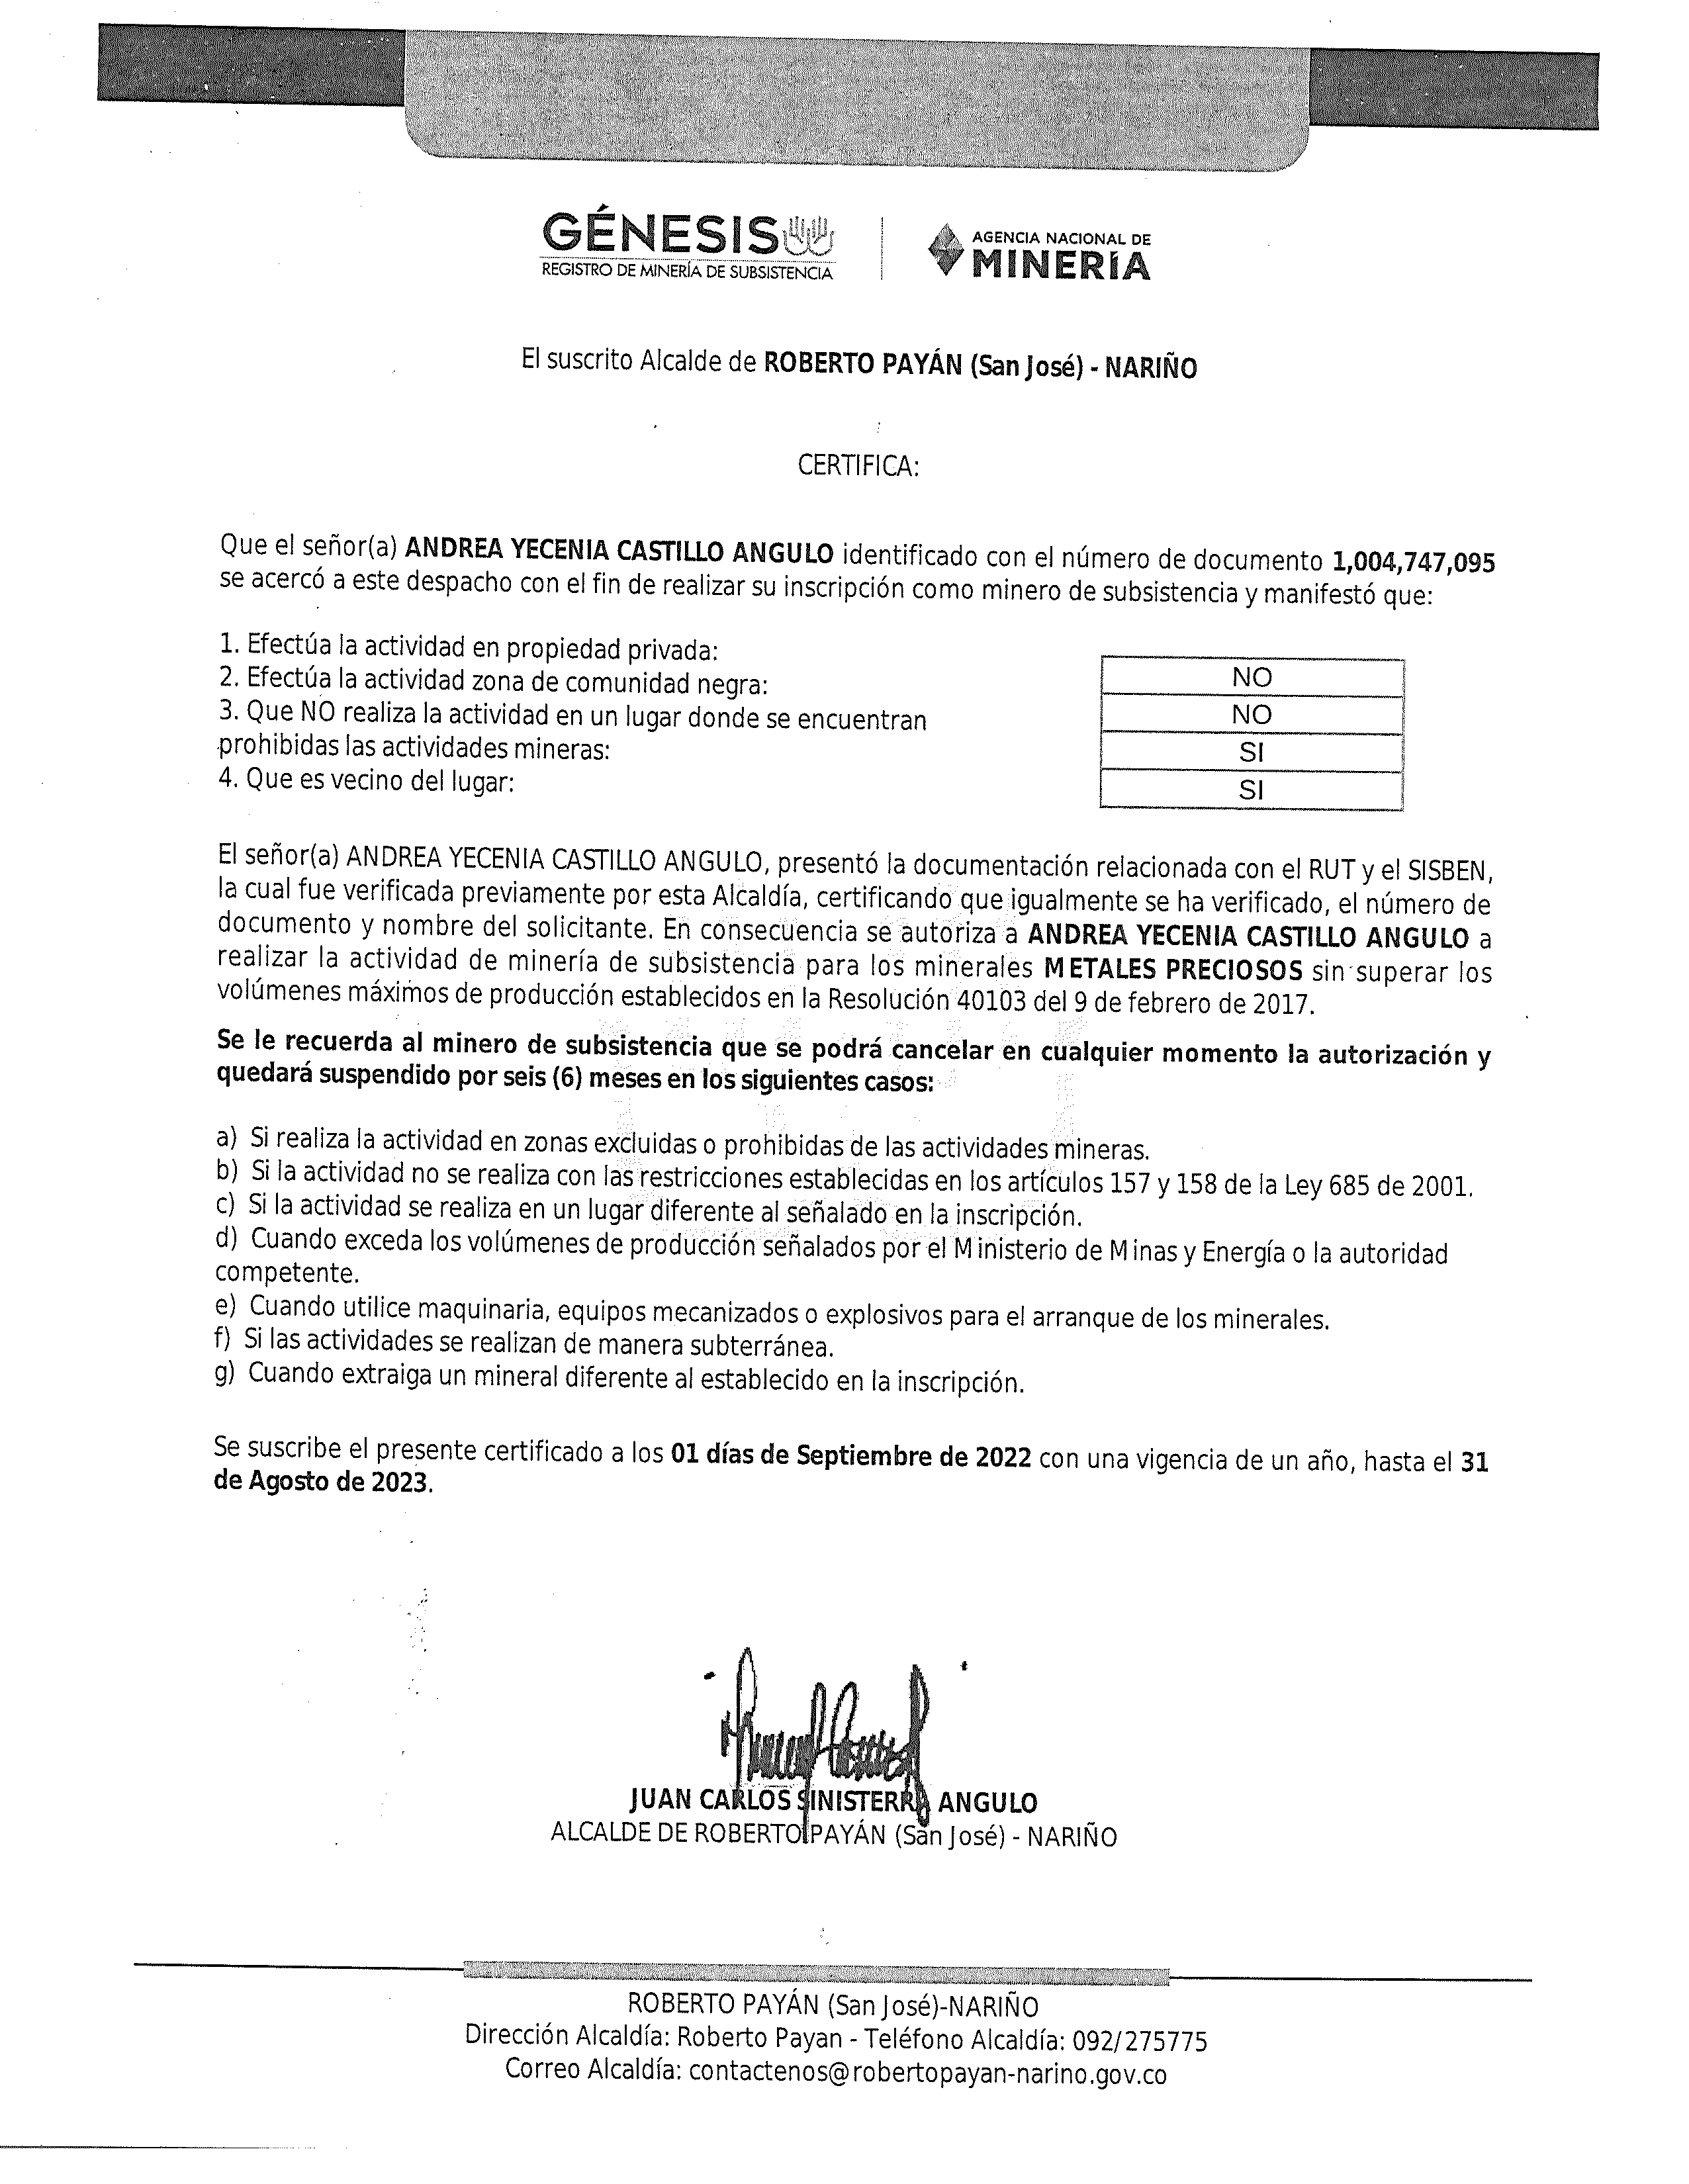 GÉNESIS
REGISTRO DE MINERÍA DE SUBSISTENCIA
AGENCIA NACIONAL DE
MINERÍA
El suscrito Alcalde de ROBERTO PAYÁN (San José) - NARIÑO
CERTIFICA:
Que el señor(a) ANDREA YECENIA CASTILLO ANGULO identificado con el número de documento 1,004,747,095
se acercó a este despacho con el fin de realizar su inscripción como minero de subsistencia y manifestó que:
1. Efectúa la actividad en propiedad privada:
NO
2. Efectúa la actividad zona de comunidad negra:
NO
3. Que NO realiza la actividad en un lugar donde se encuentran
prohibidas las actividades mineras:
SI
4. Que es vecino del lugar:
SI
El señor(a) ANDREA YECENIA CASTILLO ANGULO, presentó la documentación relacionada con el RUT y el SISBEN,
la cual fue verificada previamente por esta Alcaldía, certificando que igualmente se ha verificado, el número de
documento y nombre del solicitante. En consecuencia se autoriza a ANDREA YECENIA CASTILLO ANGULO a
realizar la actividad de minería de subsistencia para los minerales METALES PRECIOSOS sin superar los
volúmenes máximos de producción establecidos en la Resolución 40103 del 9 de febrero de 2017.
Se le recuerda al minero de subsistencia que se podrá cancelar en cualquier momento la autorización y
quedará suspendido por seis (6) meses en los siguientes casos:
a) Si realiza la actividad en zonas excluidas o prohibidas de las actividades mineras.
b) Si la actividad no se realiza con las restricciones establecidas en los artículos 157 y 158 de la Ley 685 de 2001.
c) Si la actividad se realiza en un lugar diferente al señalado en la inscripción.
d) Cuando exceda los volúmenes de producción señalados por el Ministerio de Minas y Energía o la autoridad
competente.
e) Cuando utilice maquinaria, equipos mecanizados o explosivos para el arranque de los minerales.
f) Si las actividades se realizan de manera subterránea.
g) Cuando extraiga un mineral diferente al establecido en la inscripción.
Se suscribe el presente certificado a los 01 días de Septiembre de 2022 con una vigencia de un año, hasta el 31
de Agosto de 2023.
JUAN CARLOS SINISTERRA ANGULO
ALCALDE DE ROBERTO PAYÁN (San José) - NARIÑO
ROBERTO PAYÁN (San José)-NARIÑO
Dirección Alcaldía: Roberto Payan - Teléfono Alcaldía: 092/275775
Correo Alcaldía: contactenos@robertopayan-narino.gov.co